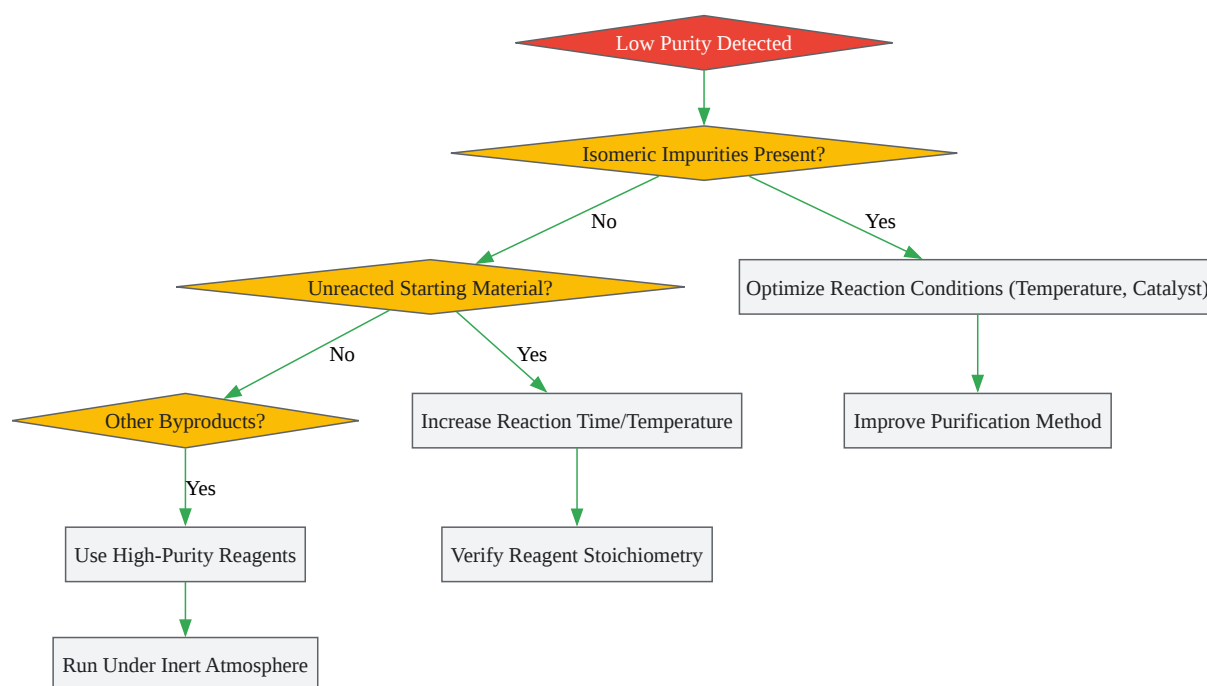 Low Purity Detected
Isomeric Impurities Present?
No
Yes
Unreacted Starting Material?
Optimize Reaction Conditions (Temperature, Catalyst)
No
Yes
Other Byproducts?
Increase Reaction Time/Temperature
Improve Purification Method
Yes
Use High-Purity Reagents
Verify Reagent Stoichiometry
Run Under Inert Atmosphere